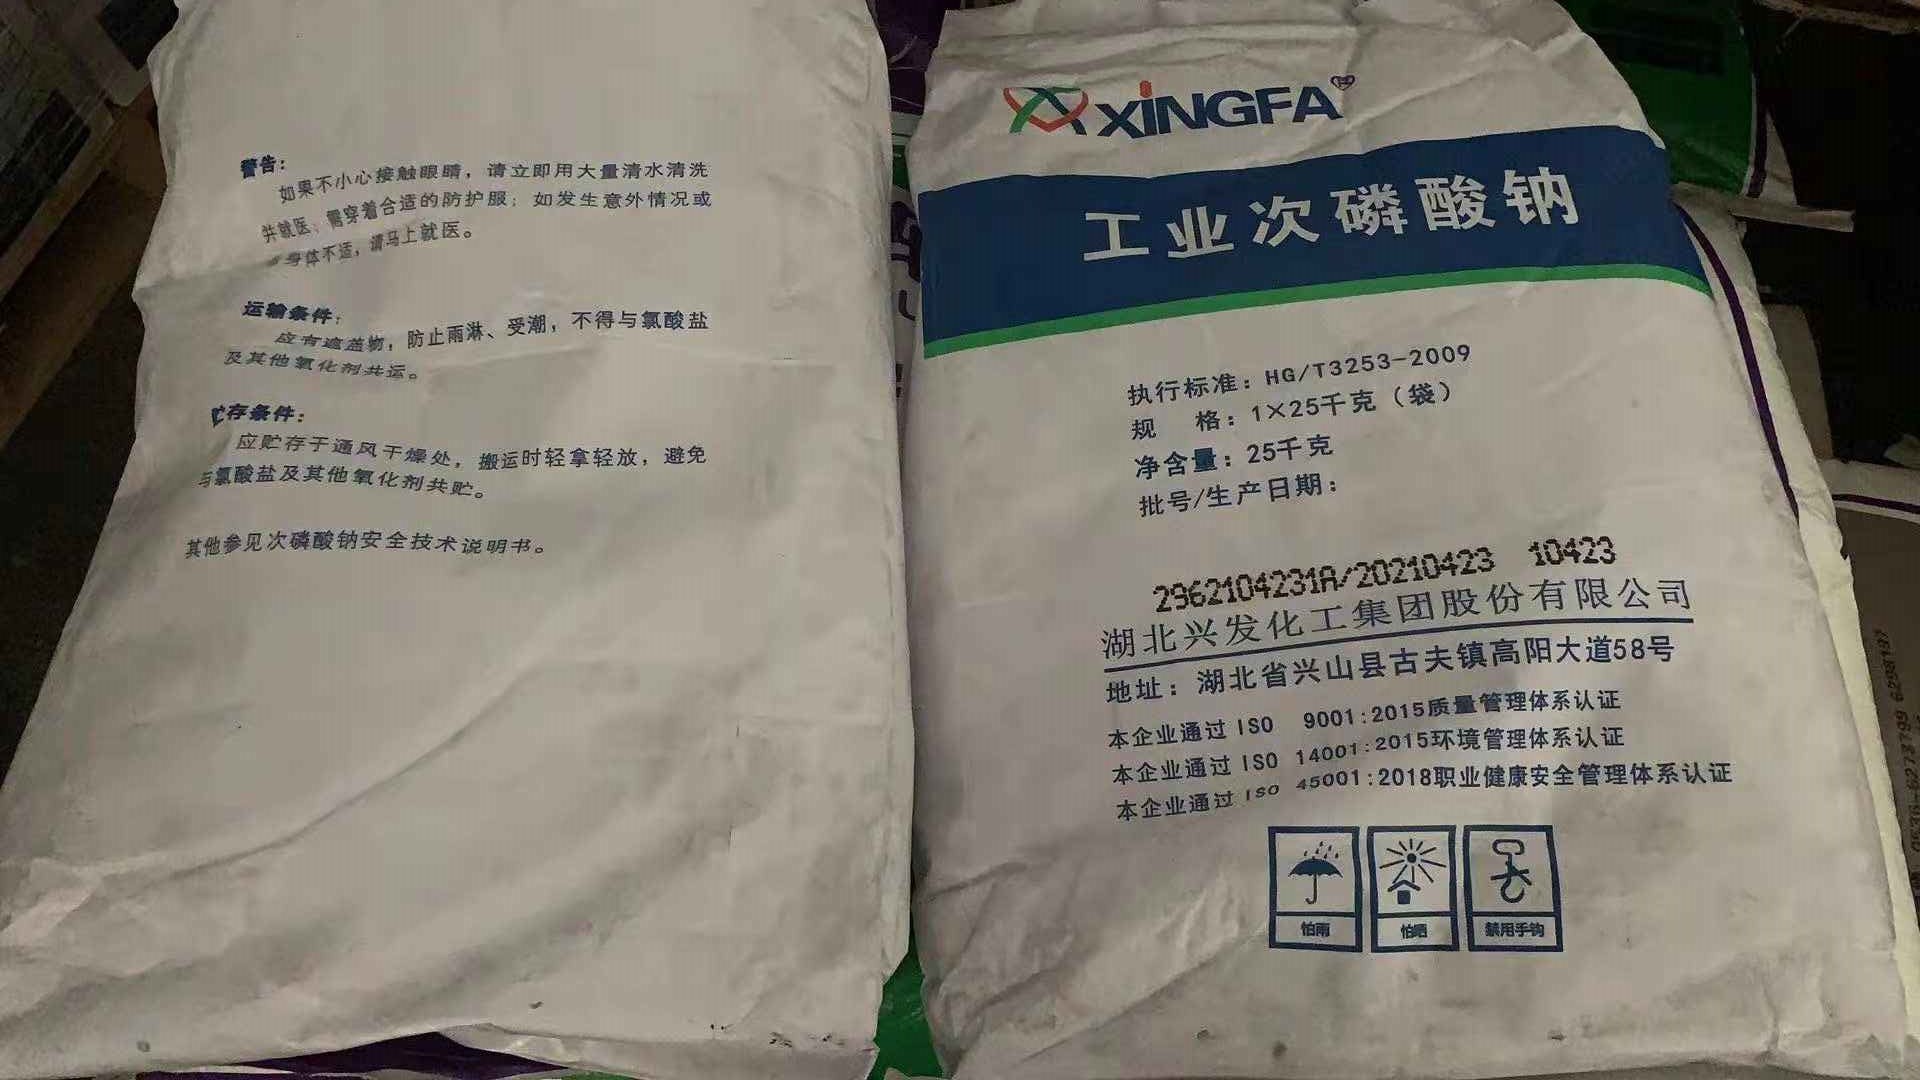 警告：
如果不小心接触眼睛，请立即用大量清水清洗
并就医、需穿着合适的防护服；如发生意外情况或
身体不适，请马上就医。
运输条件：
应有遮盖物，防止雨淋、受潮，不得与氯酸盐
及其他氧化剂共运。
贮存条件：
应贮存于通风干燥处，搬运时轻拿轻放，避免
与氯酸盐及其他氧化剂共贮。
其他参见次磷酸钠安全技术说明书。
XINGFA
工业次磷酸钠
执行标准：HG/T3253-2009
规 格：1×25千克（袋）
净含量：25千克
批号/生产日期：
2962104231A/20210423 10423
湖北兴发化工集团股份有限公司
地址：湖北省兴山县古夫镇高阳大道58号
本企业通过 ISO 9001:2015质量管理体系认证
本企业通过 ISO 14001:2015环境管理体系认证
本企业通过 ISO 45001:2018职业健康安全管理体系认证
怕雨 怕晒 禁用手钩